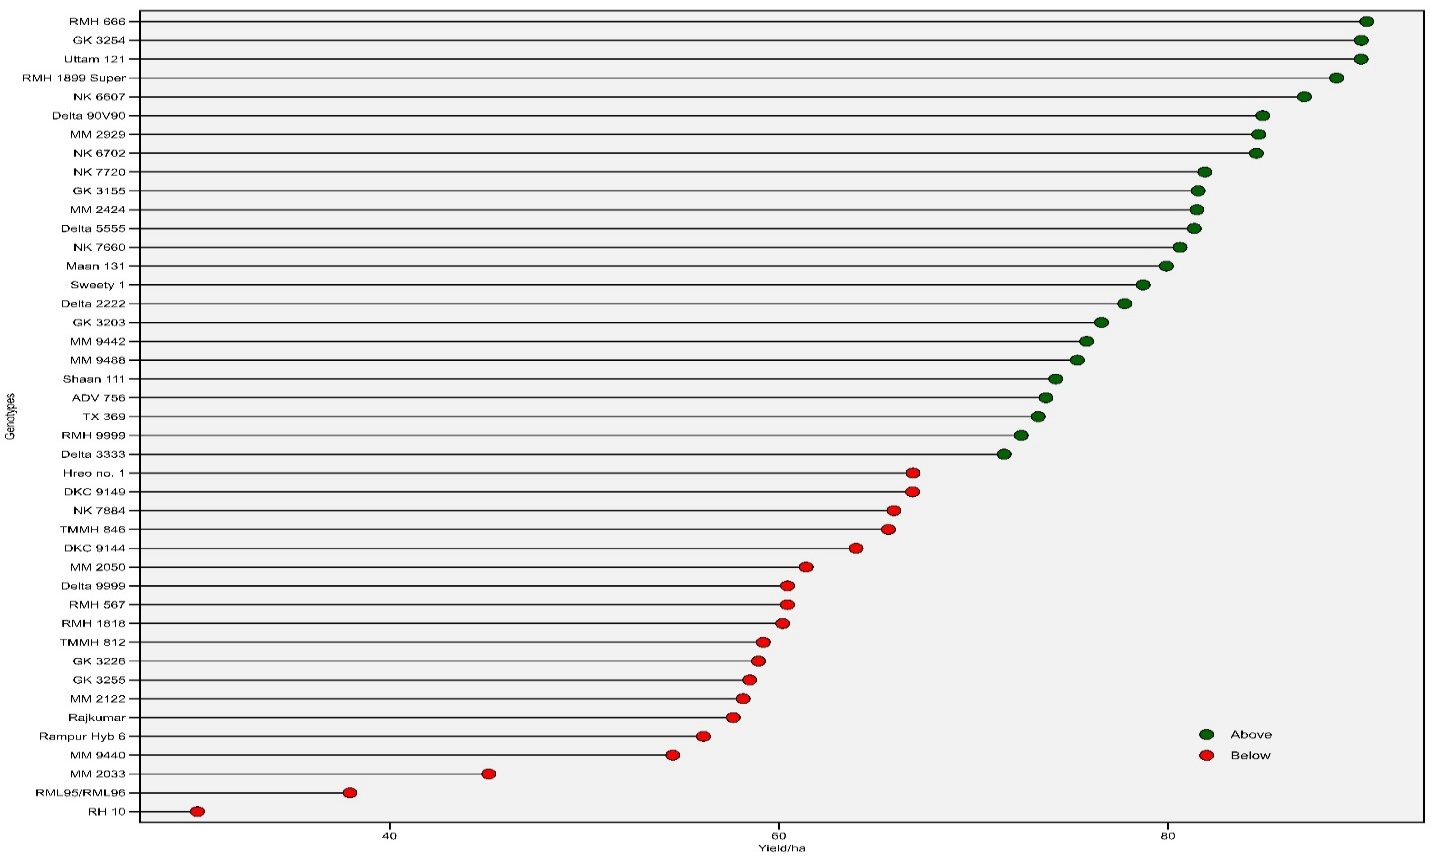 RMH 666
GK 3254
Uttam 121
RMH 1899 Super
NK 6607
Delta 90V90
MM 2929
NK 6702
NK 7720
GK 3155
MM 2424
Delta 5555
NK 7660
Maan 131
Sweety 1
Delta 2222
GK 3203
MM 9442
MM 9488
Shaan 111
ADV 756
TX 369
RMH 9999
Delta 3333
Hreo no. 1
DKC 9149
NK 7884
TMMH 846
DKC 9144
MM 2050
Delta 9999
RMH 567
RMH 1818
TMMH 812
GK 3226
GK 3255
MM 2122
Rajkumar
Rampur Hyb 6
MM 9440
MM 2033
RML95/RML96
RH 10
Genotypes
Above
Below
40 60 80
Yield/ha